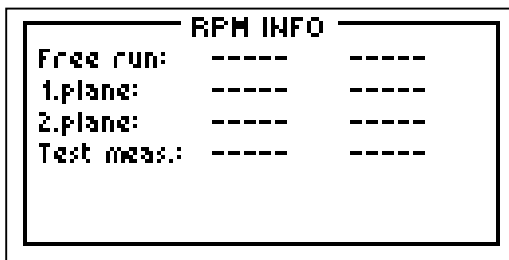 RPM INFO
Free run: ----- -----
1.plane: ----- -----
2.plane: ----- -----
Test meas.: ----- -----